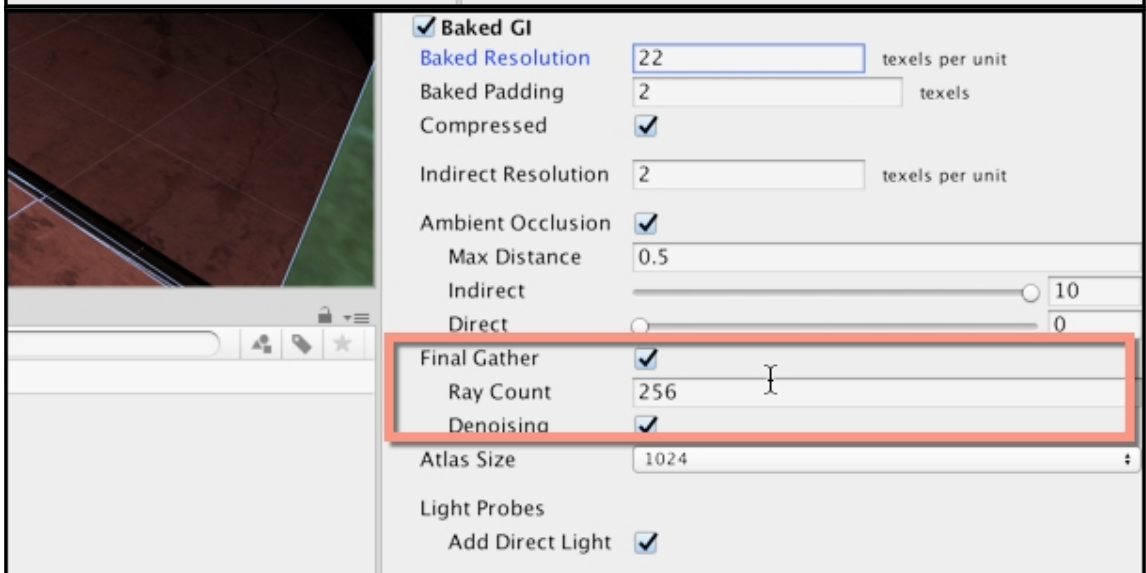 Baked GI
Baked Resolution 22 texels per unit
Baked Padding 2 texels
Compressed
Indirect Resolution 2 texels per unit
Ambient Occlusion
Max Distance 0.5
Indirect 10
Direct 0
Final Gather
Ray Count 256
Denoising
Atlas Size 1024
Light Probes
Add Direct Light